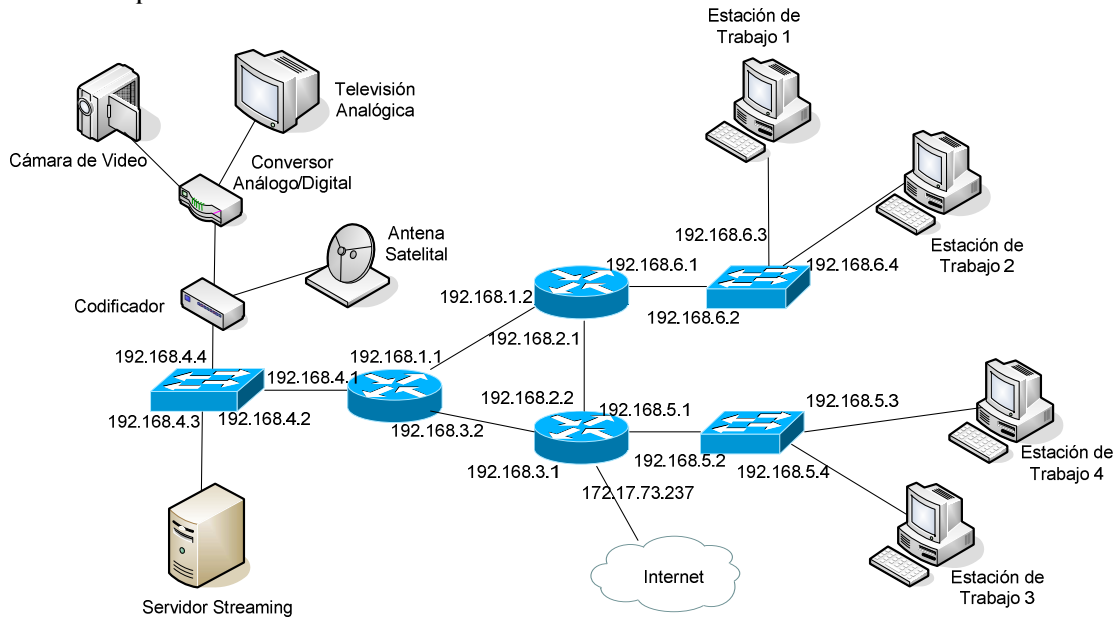 Estación de
Trabajo 1
Televisión
Analógica
Cámara de Video
Conversor
Análogo/Digital
Antena
Satelital
Codificador
192.168.6.3
192.168.6.4
Estación de
Trabajo 2
192.168.6.1
192.168.6.2
192.168.1.2
192.168.2.1
192.168.4.4
192.168.1.1
192.168.4.1
192.168.4.3
192.168.4.2
192.168.3.2
192.168.2.2
192.168.5.1
192.168.5.3
192.168.3.1
192.168.5.2
192.168.5.4
Estación de
Trabajo 4
172.17.73.237
Internet
Estación de
Trabajo 3
Servidor Streaming